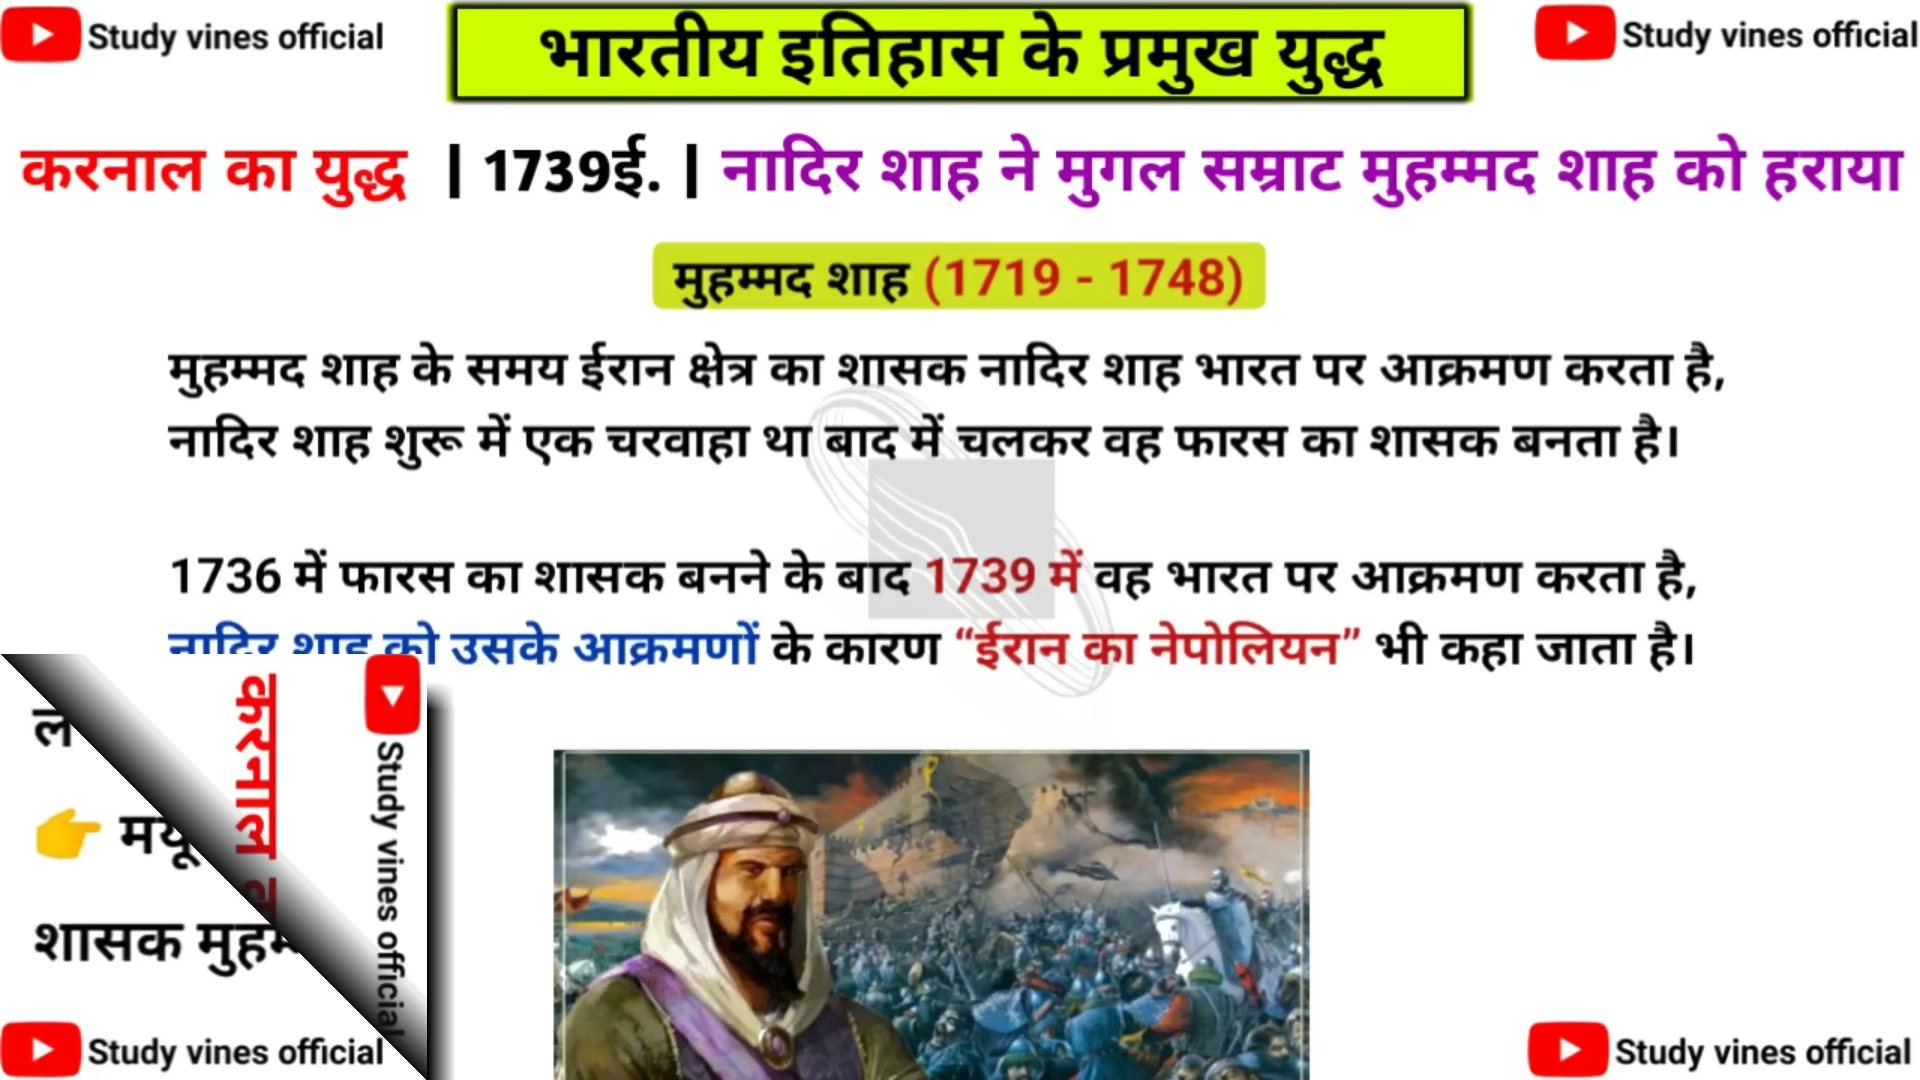 Study vines official
भारतीय इतिहास के प्रमुख युद्ध
Study vines official
करनाल का युद्ध | 1739ई. | नादिर शाह ने मुगल सम्राट मुहम्मद शाह को हराया
मुहम्मद शाह (1719 - 1748)
मुहम्मद शाह के समय ईरान क्षेत्र का शासक नादिर शाह भारत पर आक्रमण करता है,
नादिर शाह शुरू में एक चरवाहा था बाद में चलकर वह फारस का शासक बनता है।
1736 में फारस का शासक बनने के बाद 1739 में वह भारत पर आक्रमण करता है,
नादिर शाह को उसके आक्रमणों के कारण “ईरान का नेपोलियन” भी कहा जाता है।
करनाल
Study vines official
शासक
Study vines official
Study vines official